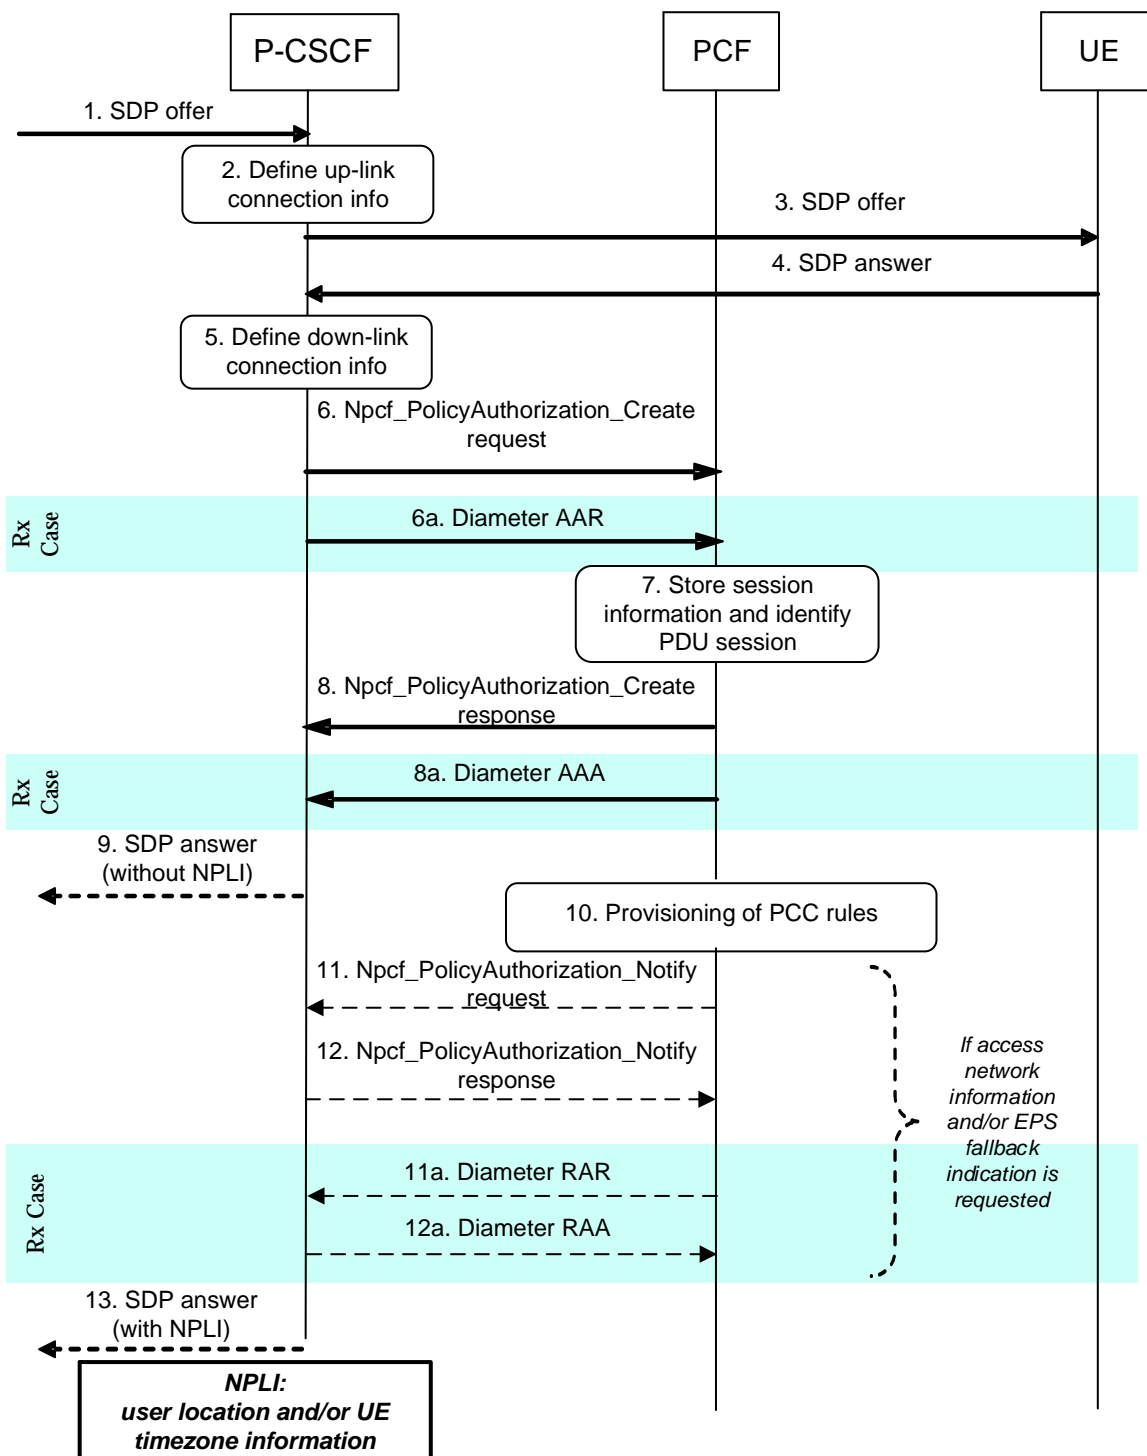 P-CSCF
PCF
UE
1. SDP offer
2. Define up-link
connection info
3. SDP offer
4. SDP answer
5. Define down-link
connection info
6. Npcf_PolicyAuthorization_Create
request
Rx
Case
6a. Diameter AAR
7. Store session
information and identify
PDU session
8. Npcf_PolicyAuthorization_Create
response
Rx
Case
8a. Diameter AAA
9. SDP answer
(without NPLI)
10. Provisioning of PCC rules
11. Npcf_PolicyAuthorization_Notify
request
12. Npcf_PolicyAuthorization_Notify
response
If access
network
information
and/or EPS
fallback
indication is
requested
Rx Case
11a. Diameter RAR
12a. Diameter RAA
13. SDP answer
(with NPLI)
NPLI:
user location and/or UE
timezone information